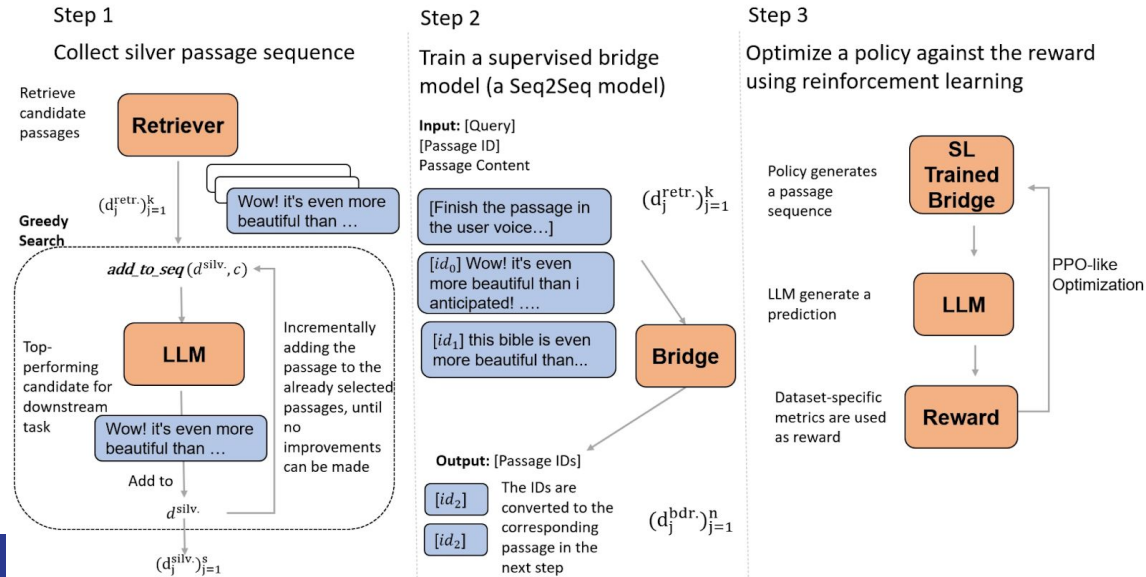 Step 1
Collect silver passage sequence
Retrieve
candidate
passages
Retriever
(d_j^retr.)_{j=1}^k
Wow! it's even more
beautiful than …
Greedy
Search
add_to_seq(d^silv., c)
LLM
Top-
performing
candidate for
downstream
task
Incrementally
adding the
passage to the
already selected
passages, until
no
improvements
can be made
Wow! it's even more
beautiful than …
Add to
d^silv.
(d_j^silv.)_{j=1}^s
Step 2
Train a supervised bridge
model (a Seq2Seq model)
Input: [Query]
[Passage ID]
Passage Content
[Finish the passage in
the user voice…]
(d_j^retr.)_{j=1}^k
[id_0] Wow! it's even
more beautiful than i
anticipated! ….
[id_1] this bible is even
more beautiful than...
Bridge
Output: [Passage IDs]
[id_2]
[id_2]
The IDs are
converted to the
corresponding
passage in the
next step
(d_j^bdr.)_{j=1}^n
Step 3
Optimize a policy against the reward
using reinforcement learning
Policy generates
a passage
sequence
SL
Trained
Bridge
LLM generate a
prediction
LLM
PPO-like
Optimization
Dataset-specific
metrics are used
as reward
Reward